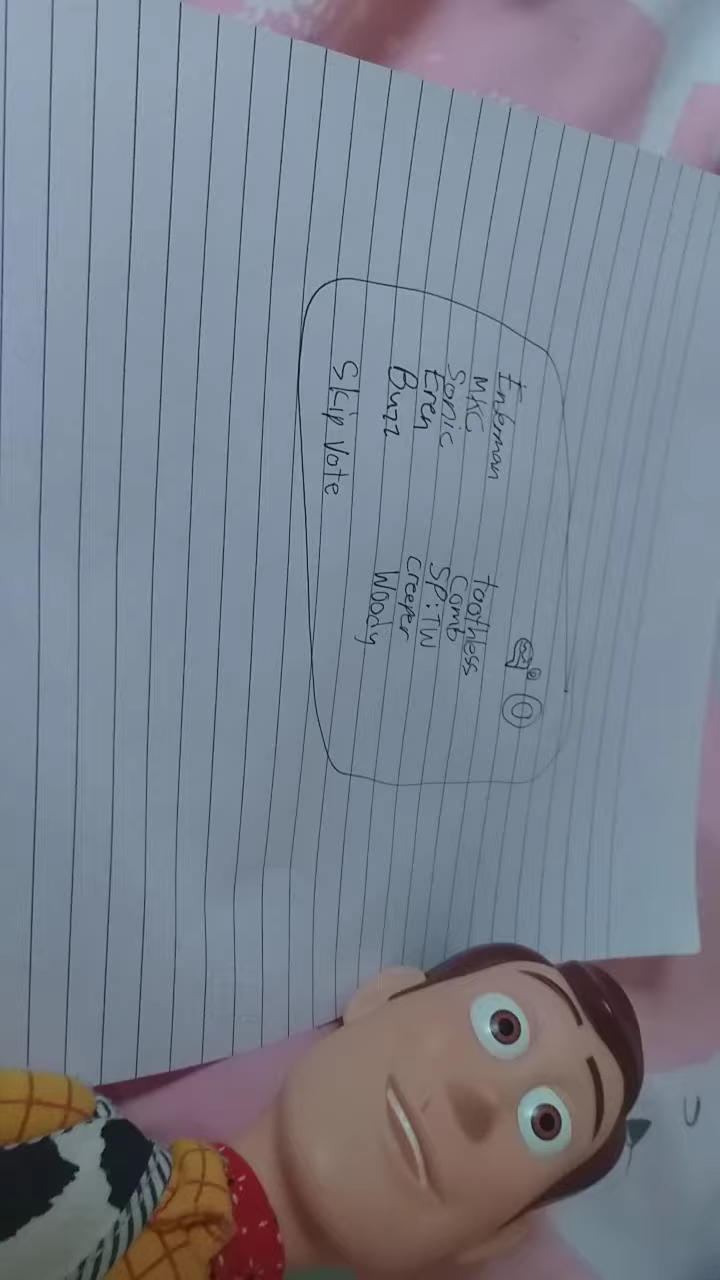 Enderman
MKC
Sonic
Eren
Buzz
Skip Vote
toothless
Comb
SP:TW
Creeper
Woody